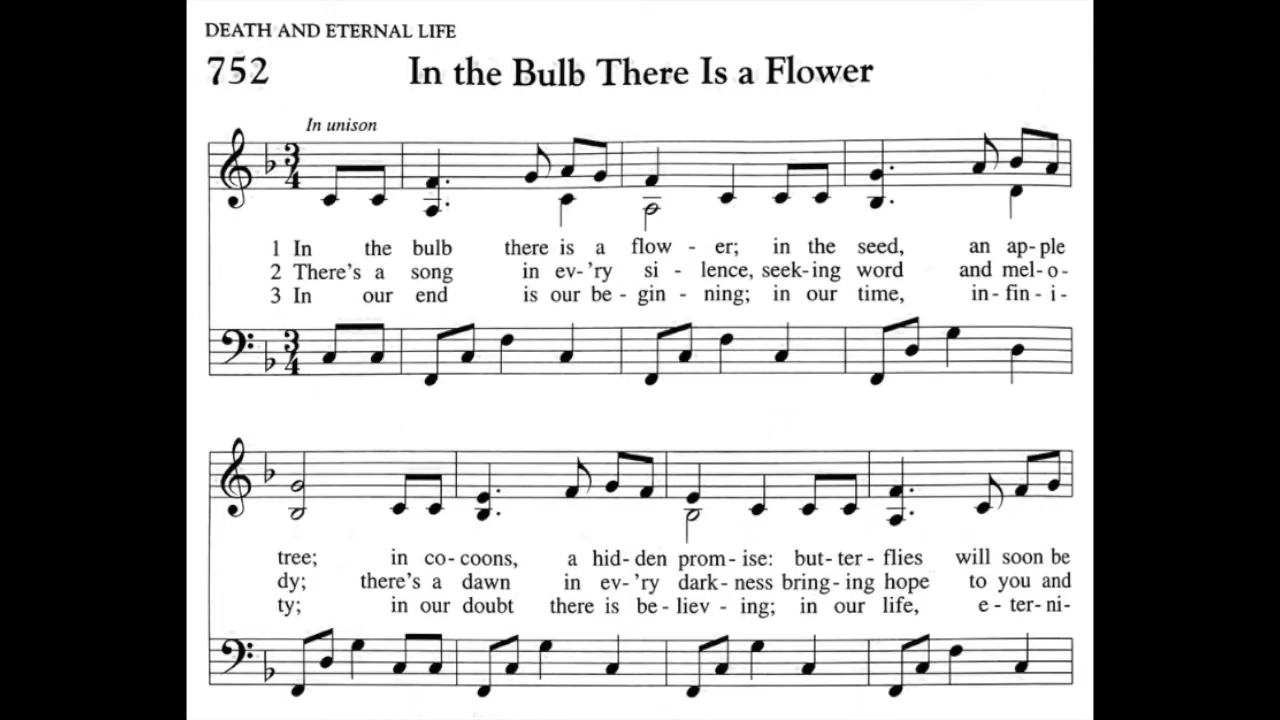 DEATH AND ETERNAL LIFE
752 In the Bulb There Is a Flower
In unison
1 In the bulb there is a flow - er; in the seed, an ap - ple
2 There's a song in ev-'ry si - lence, seek-ing word and mel-o-
3 In our end is our be - gin - ning; in our time, in-fin - i-
tree; in co-coons, a hid-den prom-ise: but-ter-flies will soon be
dy; there's a dawn in ev-'ry dark-ness bring-ing hope to you and
ty; in our doubt there is be-liev - ing; in our life, e - ter-ni-